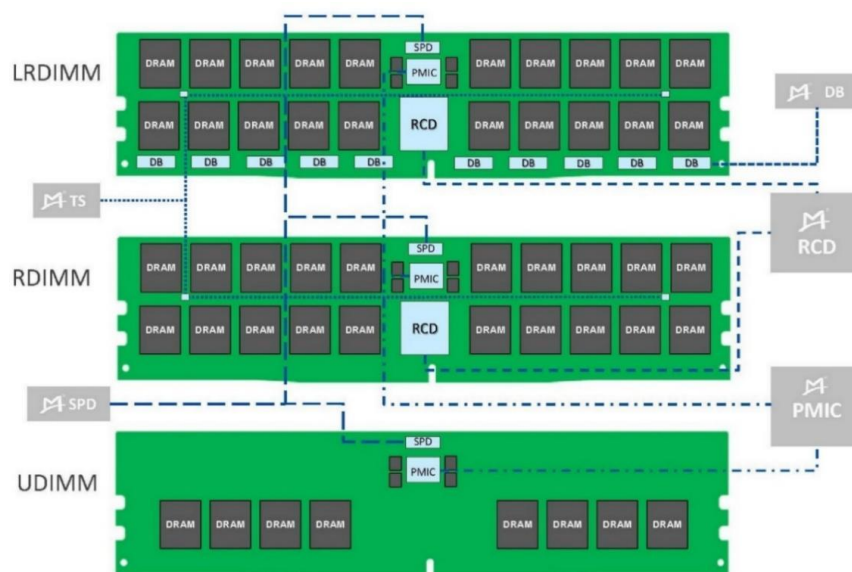 LRDIMM
SPD
DRAM DRAM DRAM DRAM DRAM PMIC DRAM DRAM DRAM DRAM DRAM
DB
DRAM DRAM DRAM DRAM DRAM RCD DRAM DRAM DRAM DRAM DRAM
DB DB DB DB DB DB DB DB DB DB
TS
RCD
RDIMM
SPD
DRAM DRAM DRAM DRAM DRAM PMIC DRAM DRAM DRAM DRAM DRAM
DRAM DRAM DRAM DRAM DRAM RCD DRAM DRAM DRAM DRAM DRAM
SPD
PMIC
UDIMM
SPD
PMIC
DRAM DRAM DRAM DRAM DRAM DRAM DRAM DRAM